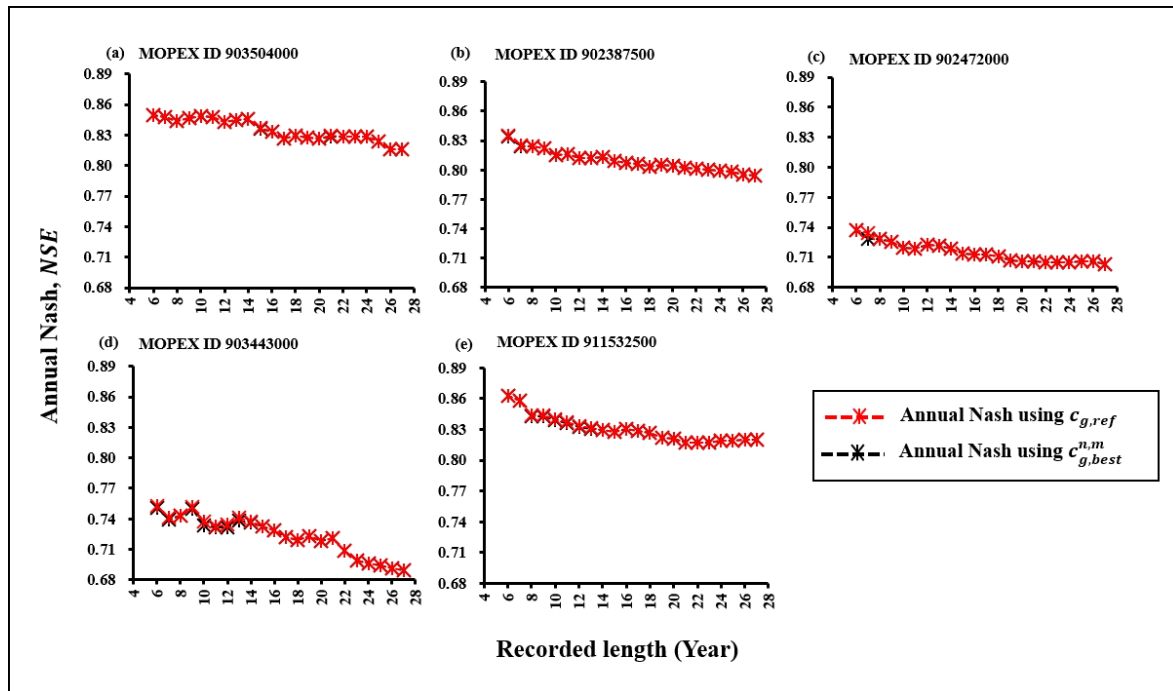 (a) MOPEX ID 903504000
0.89
0.86
0.83
0.80
0.77
0.74
0.71
0.68
4 6 8 10 12 14 16 18 20 22 24 26 28
(b) MOPEX ID 902387500
0.89
0.86
0.83
0.80
0.77
0.74
0.71
0.68
4 6 8 10 12 14 16 18 20 22 24 26 28
(c) MOPEX ID 902472000
0.89
0.86
0.83
0.80
0.77
0.74
0.71
0.68
4 6 8 10 12 14 16 18 20 22 24 26 28
Annual Nash, NSE
(d) MOPEX ID 903443000
0.89
0.86
0.83
0.80
0.77
0.74
0.71
0.68
4 6 8 10 12 14 16 18 20 22 24 26 28
(e) MOPEX ID 911532500
0.89
0.86
0.83
0.80
0.77
0.74
0.71
0.68
4 6 8 10 12 14 16 18 20 22 24 26 28
Annual Nash using c_{g,ref}
Annual Nash using c_{g,best}^{n,m}
Recorded length (Year)